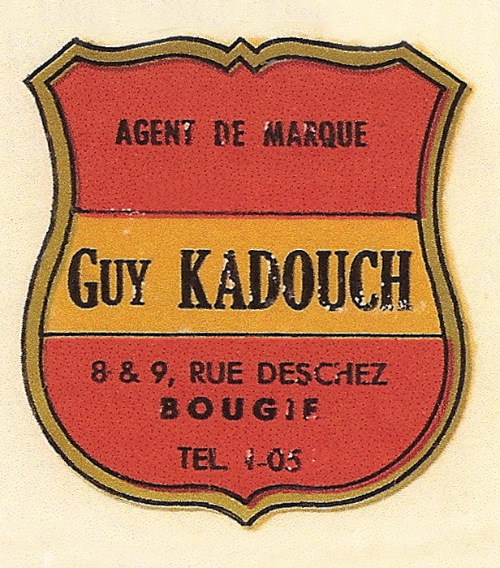 AGENT DE MARQUE
GUY KADOUCH
8 & 9, RUE DESCHEZ
BOUGIE
TEL. 1-05